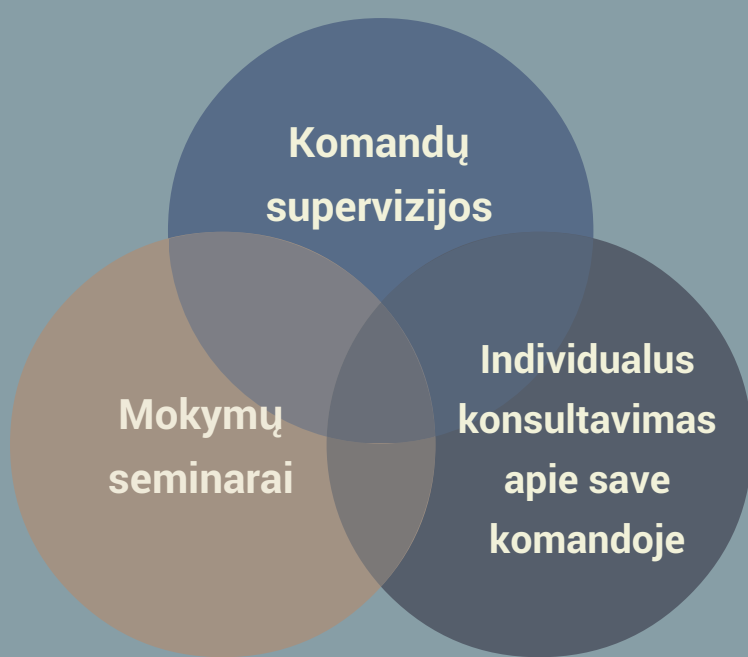 Komandų
supervizijos
Mokymų
seminarai
Individualus
konsultavimas
apie save
komandoje